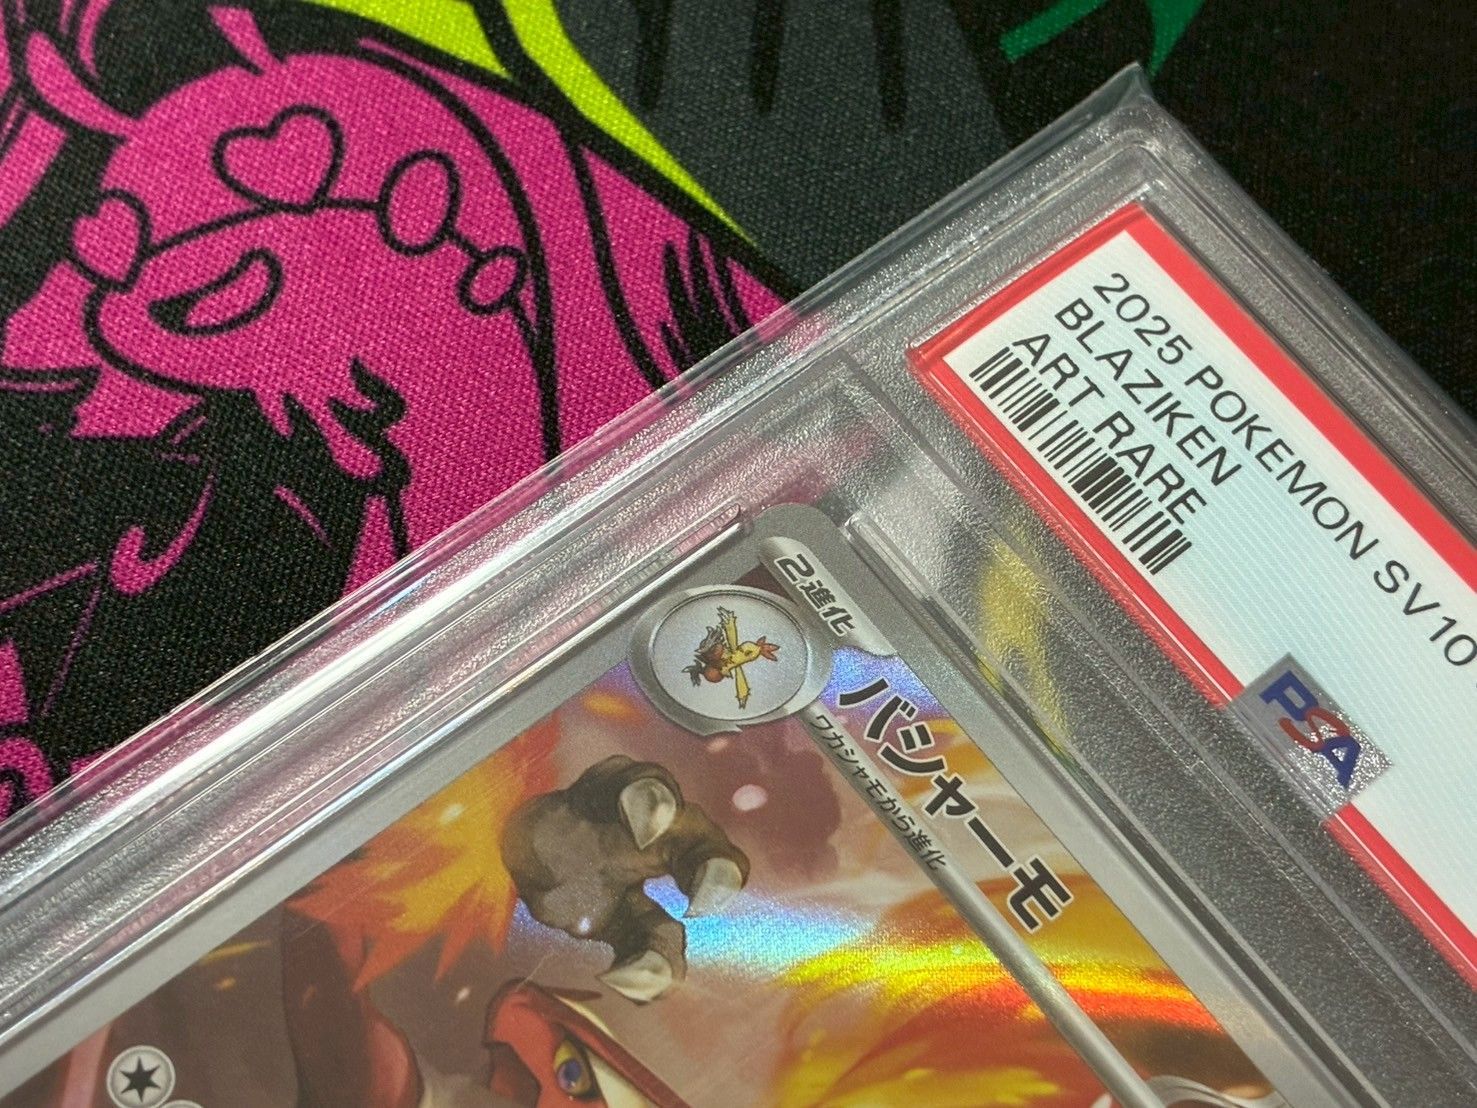 2025 POKEMON SV10
BLAZIKEN
ART RARE
PSA
2進化
バシャーモ
ワカシャモから進化